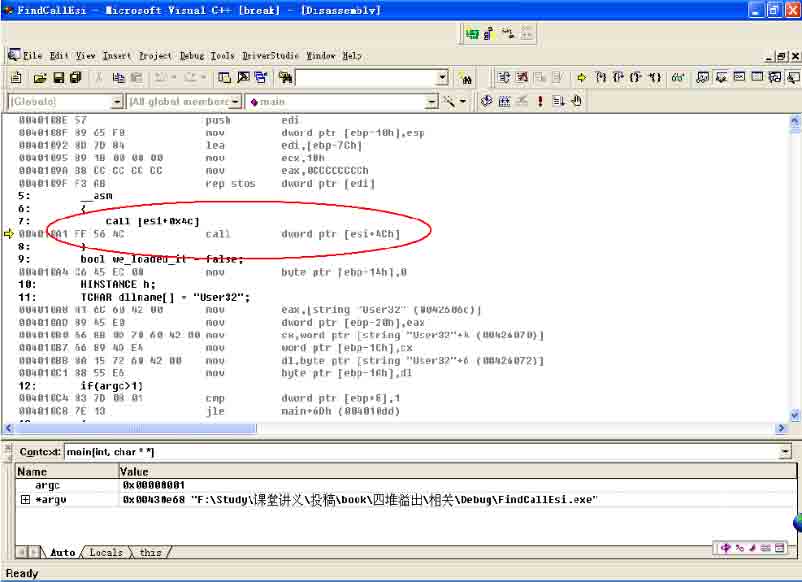 FindCallEsi - Microsoft Visual C++ [break] - [Disassembly]
File Edit View Insert Project Debug Tools DriverStudio Window Help
[Globals] [All global members main
0040108E 57 push edi
0040108F 89 65 F0 mov dword ptr [ebp-10h],esp
00401092 8D 7D 84 lea edi,[ebp-7Ch]
00401095 B9 1B 00 00 00 mov ecx,1Bh
0040109A B8 CC CC CC CC mov eax,0CCCCCCCCh
0040109F F3 AB rep stos dword ptr [edi]
5: __asm
6: {
7: call [esi+0x4c]
004010A1 FF 56 4C call dword ptr [esi+4Ch]
8: }
9: bool we_loaded_it = false;
004010A4 C6 45 EC 00 mov byte ptr [ebp-14h],0
10: HINSTANCE h;
11: TCHAR dllname[] = "User32";
004010A8 A1 6C 60 42 00 mov eax,[string "User32" (0042606c)]
004010AD 89 45 E0 mov dword ptr [ebp-20h],eax
004010B0 66 8B 0D 70 60 42 00 mov cx,word ptr [string "User32"+4 (00426070)]
004010B7 66 89 4D E4 mov word ptr [ebp-1Ch],cx
004010BB 8A 15 72 60 42 00 mov dl,byte ptr [string "User32"+6 (00426072)]
004010C1 88 55 E6 mov byte ptr [ebp-1Ah],dl
12: if(argc>1)
004010C4 83 7D 08 01 cmp dword ptr [ebp+8],1
004010C8 7E 13 jle main+6Dh (004010dd)
Context: main(int, char * *)
Name Value
argc 0x00000001
*argv 0x00430e68 "F:\Study\课堂讲义\投稿\book\四堆溢出\相关\Debug\FindCallEsi.exe"
Auto Locals this
Ready